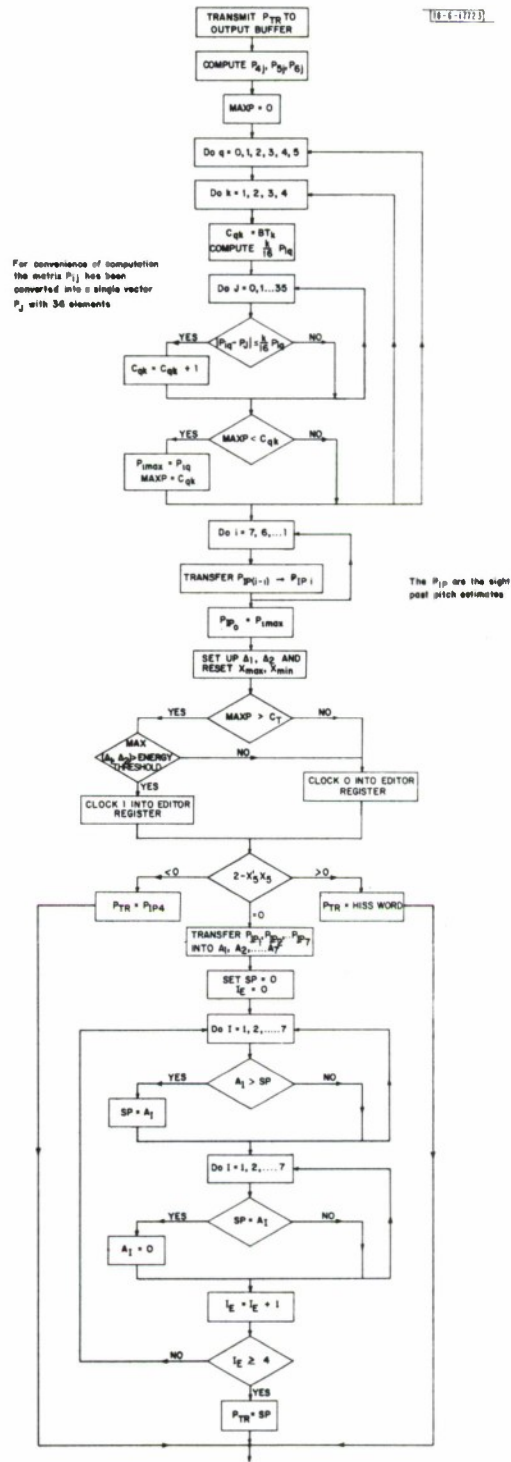 18-6-17723
TRANSMIT PTR TO
OUTPUT BUFFER
COMPUTE P4j, P5j, P6j
MAXP = 0
Do q = 0, 1, 2, 3, 4, 5
Do k = 1, 2, 3, 4
Cqk = BTk
COMPUTE k/16 Piq
For convenience of computation
the matrix Pij has been
converted into a single vector
PJ with 36 elements
Do J = 0, 1...35
YES
|Piq - PJ| ≤ k/16 Piq
NO
Cqk = Cqk + 1
YES
MAXP < Cqk
NO
Pimax = Piq
MAXP = Cqk
Do i = 7, 6, ...1
TRANSFER PIP(i-1) → PIP i
The PIP are the eight
past pitch estimates
PIP0 = Pimax
SET UP Δ1, Δ2 AND
RESET Xmax, Xmin
YES
MAXP > CT
NO
MAX
(Δ1, Δ2) > ENERGY
THRESHOLD
NO
YES
CLOCK 1 INTO EDITOR
REGISTER
CLOCK 0 INTO EDITOR
REGISTER
<0
2-X'5 X5
>0
PTR = PIP4
=0
PTR = HISS WORD
TRANSFER PIP1, PIP2, ...PIP7
INTO A1, A2, ....A7
SET SP = 0
IE = 0
Do I = 1, 2, ..... 7
YES
AI > SP
NO
SP = AI
Do I = 1, 2, .... 7
YES
SP = AI
NO
AI = 0
IE = IE + 1
NO
IE ≥ 4
YES
PTR = SP